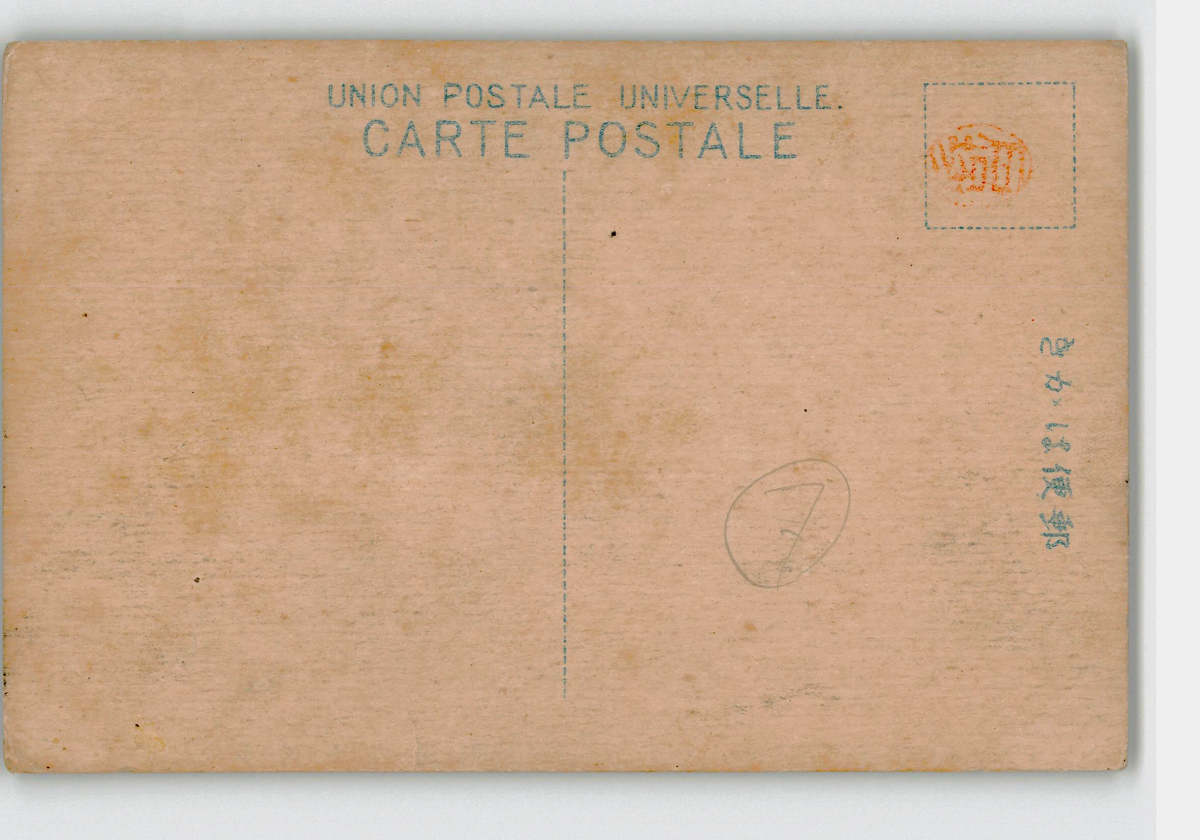 UNION POSTALE UNIVERSELLE.
CARTE POSTALE
郵便はがき
7